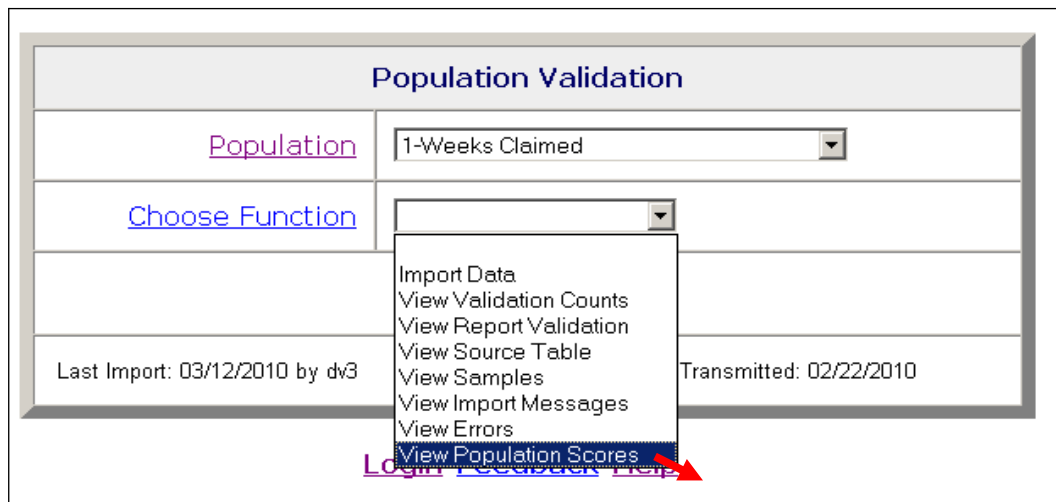 Population Validation
Population 1-Weeks Claimed
Choose Function
Import Data
View Validation Counts
View Report Validation
View Source Table
Last Import: 03/12/2010 by dv3 Transmitted: 02/22/2010
View Samples
View Import Messages
View Errors
View Population Scores
Login Feedback Help